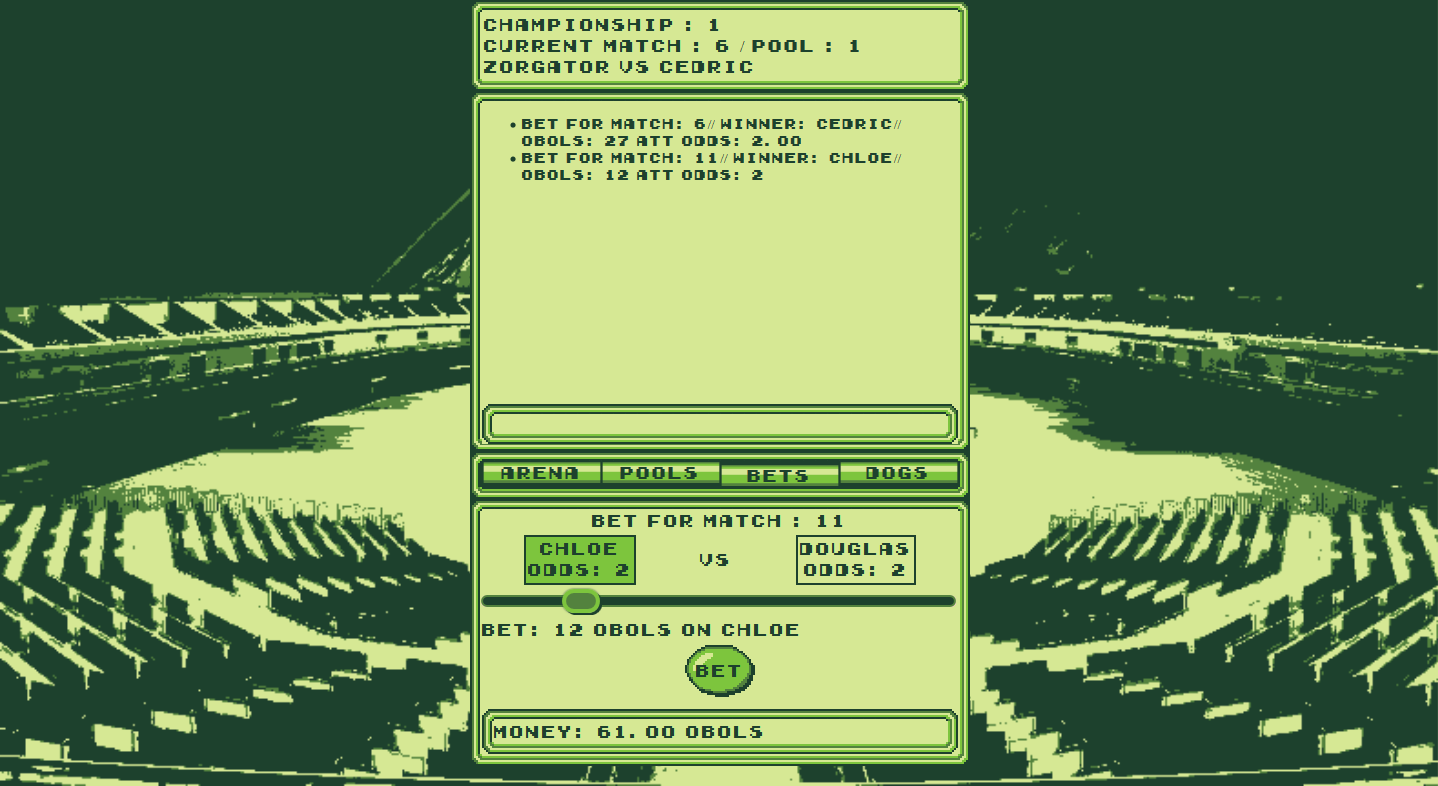 CHAMPIONSHIP : 1
CURRENT MATCH : 6 / POOL : 1
ZORGATOR VS CEDRIC
• BET FOR MATCH: 6// WINNER: CEDRIC//
OBOLS: 27 ATT ODDS: 2.00
• BET FOR MATCH: 11// WINNER: CHLOE//
OBOLS: 12 ATT ODDS: 2
ARENA POOLS BETS DOGS
BET FOR MATCH : 11
CHLOE VS DOUGLAS
ODDS: 2 ODDS: 2
BET: 12 OBOLS ON CHLOE
BET
MONEY: 61.00 OBOLS